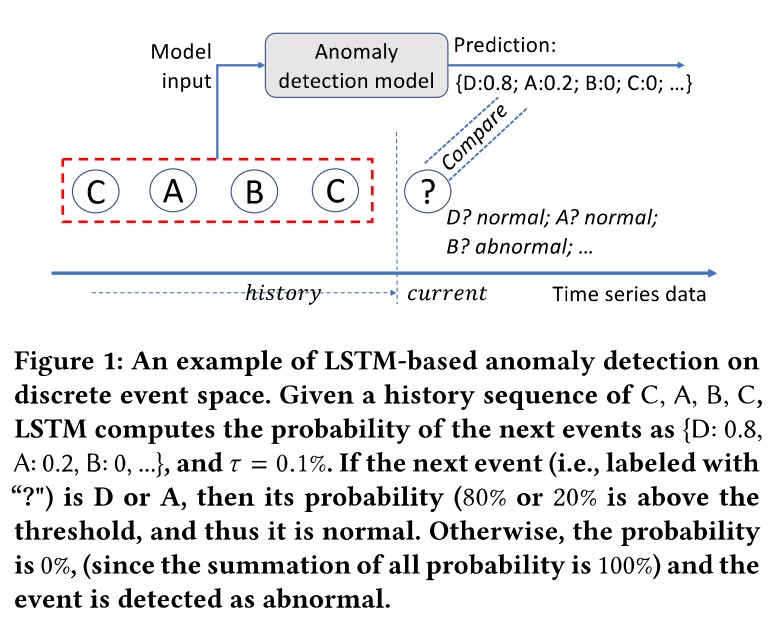 Model
input
Anomaly
detection model
Prediction:
{D:0.8; A:0.2; B:0; C:0; …}
Compare
C A B C ?
D? normal; A? normal;
B? abnormal; …
history current Time series data
Figure 1: An example of LSTM-based anomaly detection on
discrete event space. Given a history sequence of C, A, B, C,
LSTM computes the probability of the next events as {D: 0.8,
A: 0.2, B: 0, ...}, and τ = 0.1%. If the next event (i.e., labeled with
“?") is D or A, then its probability (80% or 20% is above the
threshold, and thus it is normal. Otherwise, the probability
is 0%, (since the summation of all probability is 100%) and the
event is detected as abnormal.